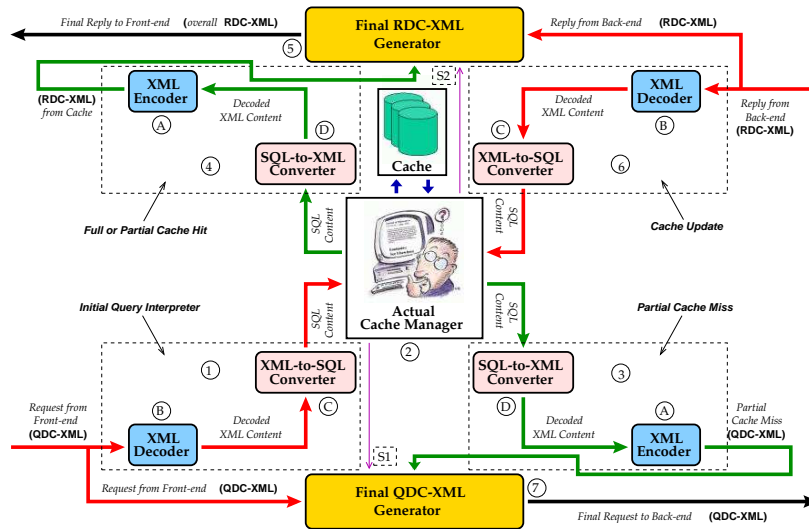 Final Reply to Front-end (overall RDC-XML)
5
Final RDC-XML
Generator
Reply from Back-end (RDC-XML)
S2
(RDC-XML)
from Cache
XML
Encoder
A
Decoded
XML Content
D
SQL-to-XML
Converter
4
Cache
Decoded
XML Content
C
XML-to-SQL
Converter
XML
Decoder
B
6
Reply from
Back-end
(RDC-XML)
Full or Partial Cache Hit
SQL
Content
SQL
Content
Cache Update
?
Actual
Cache Manager
2
Initial Query Interpreter
SQL
Content
SQL
Content
Partial Cache Miss
1
XML-to-SQL
Converter
C
SQL-to-XML
Converter
D
3
Request from
Front-end
(QDC-XML)
B
XML
Decoder
Decoded
XML Content
Decoded
XML Content
A
XML
Encoder
Partial
Cache Miss
(QDC-XML)
S1
Request from Front-end (QDC-XML)
Final QDC-XML
Generator
7
Final Request to Back-end (QDC-XML)